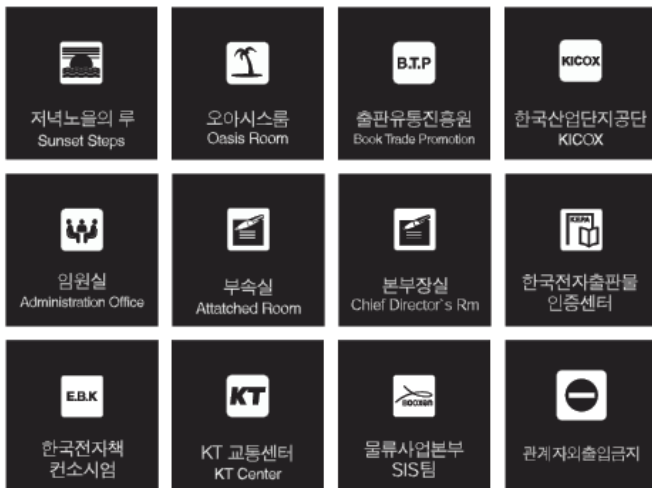 저녁노을의 루
Sunset Steps
오아시스룸
Oasis Room
B.T.P
출판유통진흥원
Book Trade Promotion
KICOX
한국산업단지공단
KICOX
임원실
Administration Office
부속실
Attatched Room
본부장실
Chief Director`s Rm
KEPA
한국전자출판물
인증센터
E.B.K
한국전자책
컨소시엄
KT
KT 교통센터
KT Center
BOOXEN
물류사업본부
SIS팀
관계자외출입금지